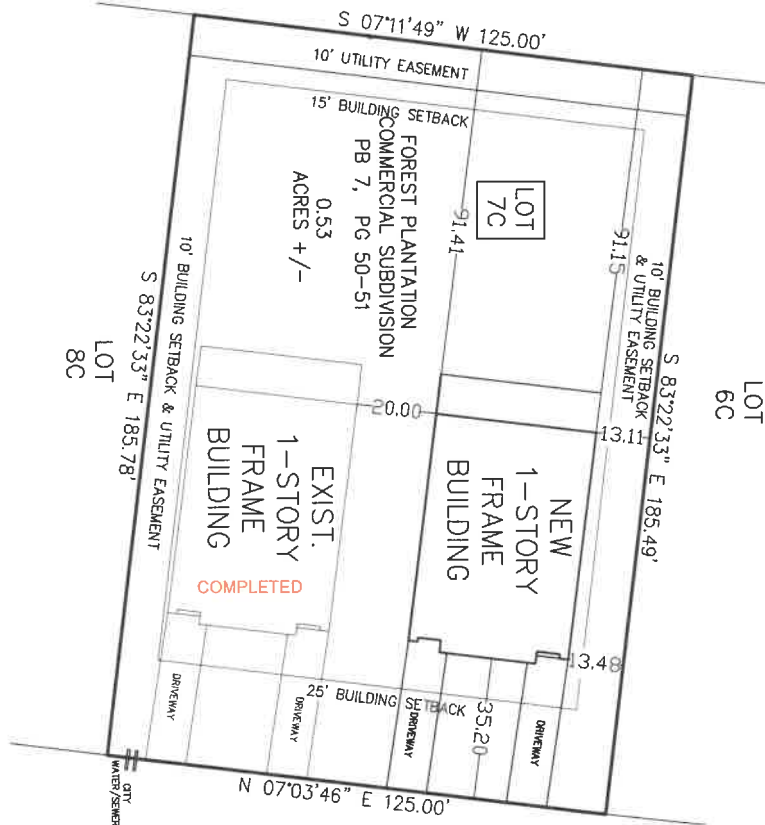 S 07°11'49" W 125.00'
10' UTILITY EASEMENT
15' BUILDING SETBACK
LOT
7C
FOREST PLANTATION
COMMERCIAL SUBDIVISION
PB 7, PG 50-51
0.53
ACRES +/-
91.41
91.15
10' BUILDING SETBACK
& UTILITY EASEMENT
S 83°22'33" E 185.49'
LOT
6C
10' BUILDING SETBACK & UTILITY EASEMENT
S 83°22'33" E 185.78'
LOT
8C
20.00
13.11
NEW
1-STORY
FRAME
BUILDING
EXIST.
1-STORY
FRAME
BUILDING
COMPLETED
13.48
25' BUILDING SETBACK
35.20
DRIVEWAY
DRIVEWAY
DRIVEWAY
DRIVEWAY
N 07°03'46" E 125.00'
CITY
WATER/SEWER